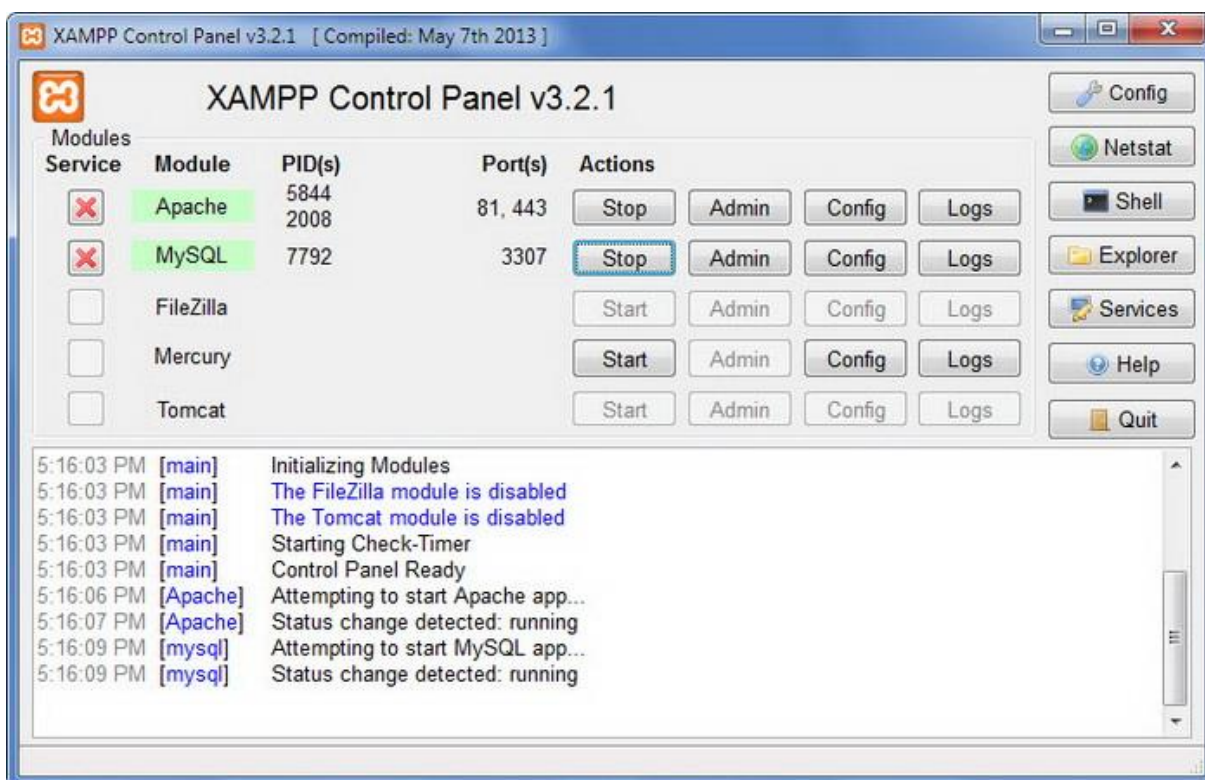 XAMPP Control Panel v3.2.1 [ Compiled: May 7th 2013 ]
XAMPP Control Panel v3.2.1
Config
Modules
Netstat
Service Module PID(s) Port(s) Actions
Apache 5844 2008 81, 443 Stop Admin Config Logs
Shell
MySQL 7792 3307 Stop Admin Config Logs
Explorer
FileZilla Start Admin Config Logs
Services
Mercury Start Admin Config Logs
Help
Tomcat Start Admin Config Logs
Quit
5:16:03 PM [main] Initializing Modules
5:16:03 PM [main] The FileZilla module is disabled
5:16:03 PM [main] The Tomcat module is disabled
5:16:03 PM [main] Starting Check-Timer
5:16:03 PM [main] Control Panel Ready
5:16:06 PM [Apache] Attempting to start Apache app...
5:16:07 PM [Apache] Status change detected: running
5:16:09 PM [mysql] Attempting to start MySQL app...
5:16:09 PM [mysql] Status change detected: running